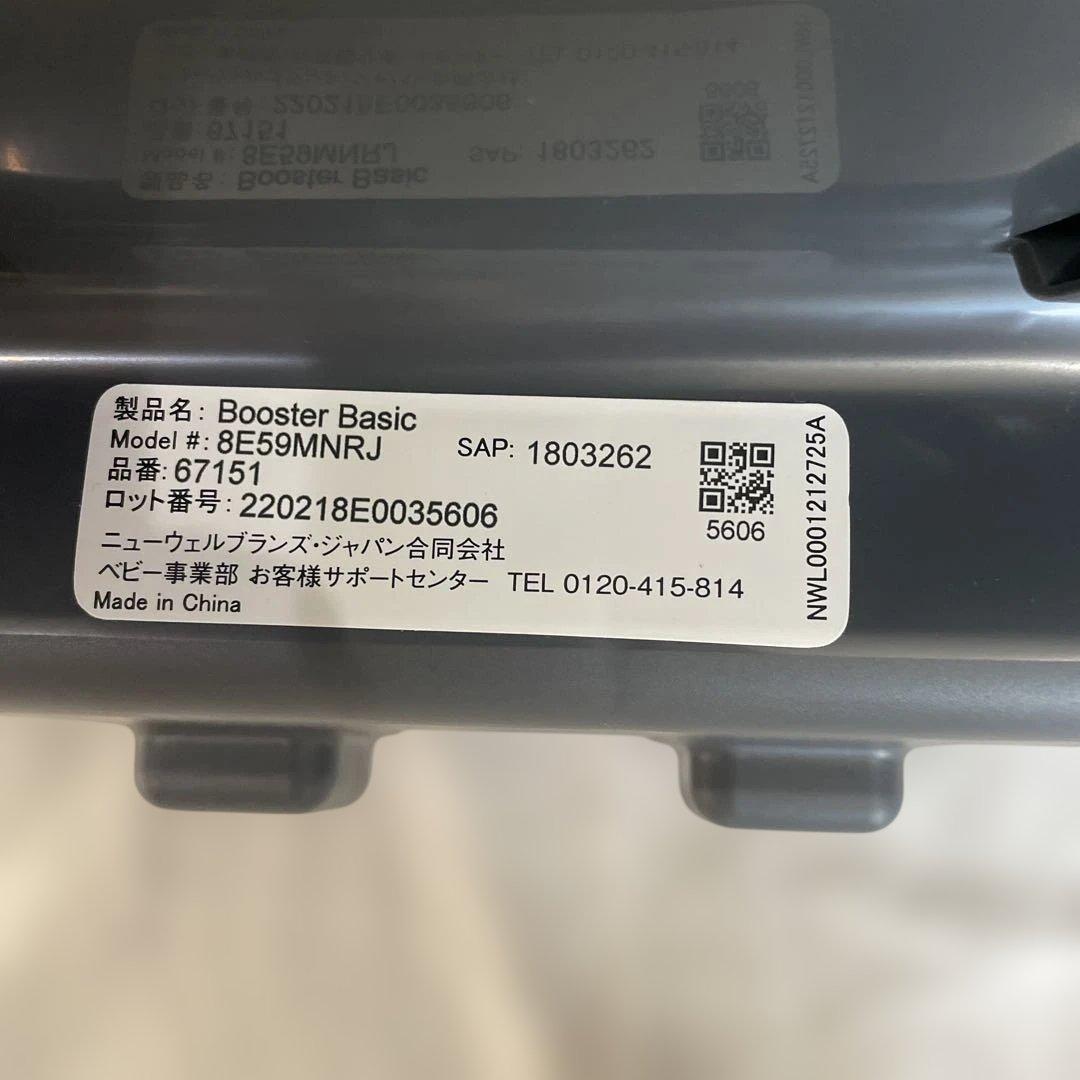 製品名: Booster Basic
Model #: 8E59MNRJ SAP: 1803262
品番: 67151
ロット番号: 220218E0035606
5606
ニューウェルブランズ・ジャパン合同会社
ベビー事業部 お客様サポートセンター TEL 0120-415-814
Made in China
NWL0001212725A